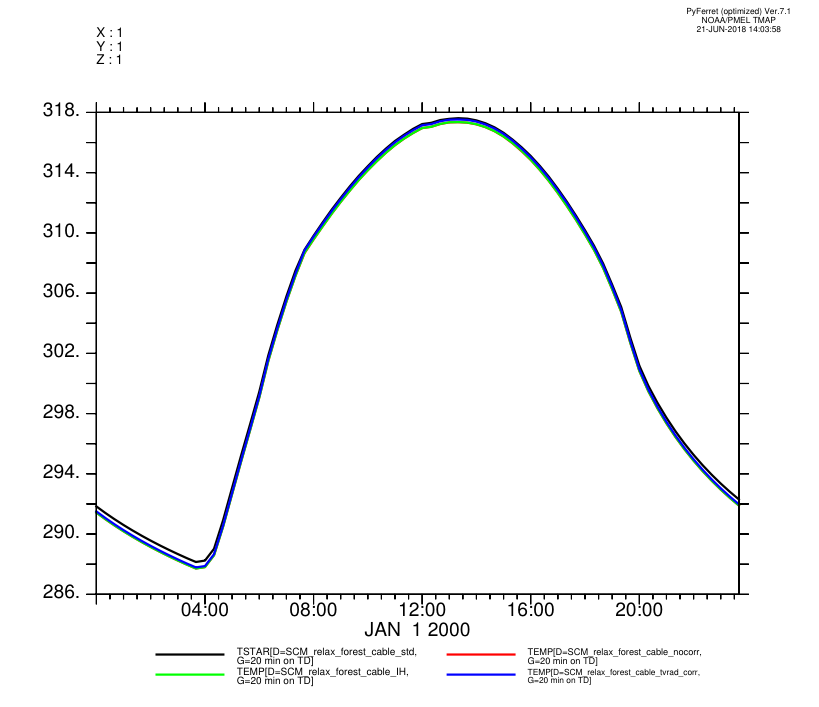 PyFerret (optimized) Ver.7.1
NOAA/PMEL TMAP
21-JUN-2018 14:03:58
X : 1
Y : 1
Z : 1
318.
314.
310.
306.
302.
298.
294.
290.
286.
04:00 08:00 12:00 16:00 20:00
JAN 1 2000
TSTAR[D=SCM_relax_forest_cable_std,
G=20 min on TD]
TEMP[D=SCM_relax_forest_cable_nocorr,
G=20 min on TD]
TEMP[D=SCM_relax_forest_cable_lH,
G=20 min on TD]
TEMP[D=SCM_relax_forest_cable_tvrad_corr,
G=20 min on TD]